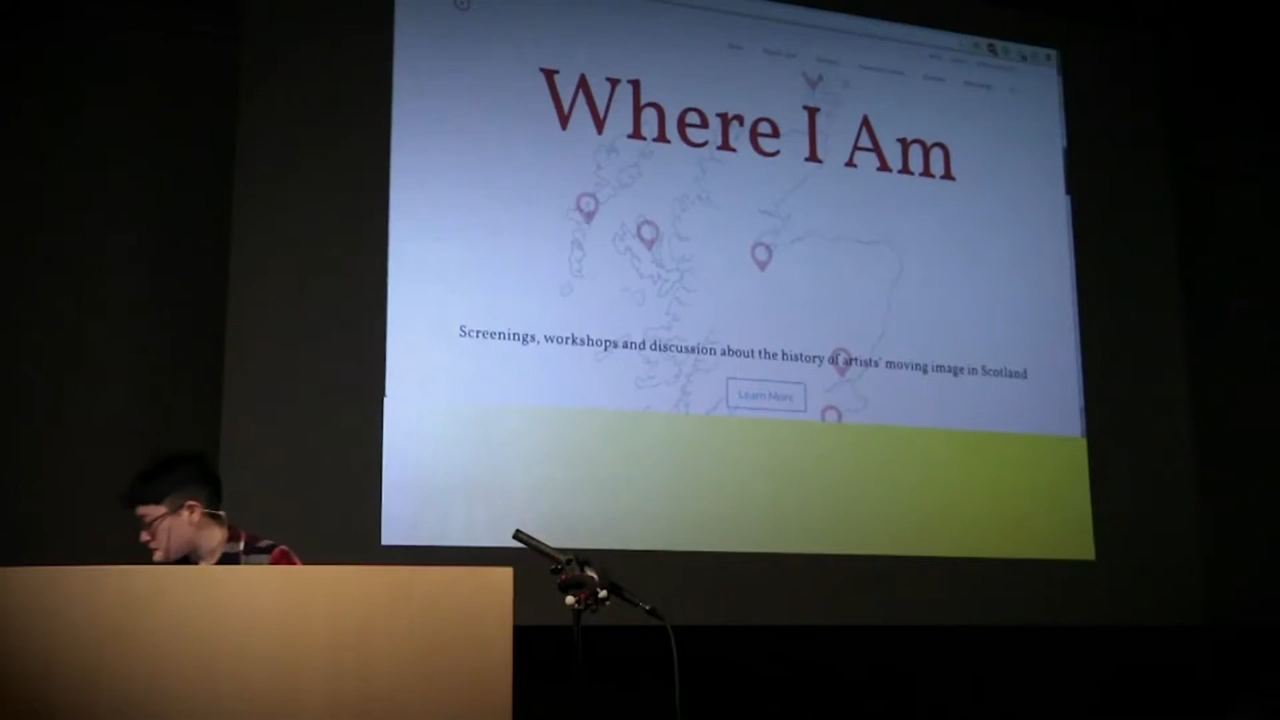 Where I Am
Screenings, workshops and discussion about the history of artists' moving image in Scotland
Learn More